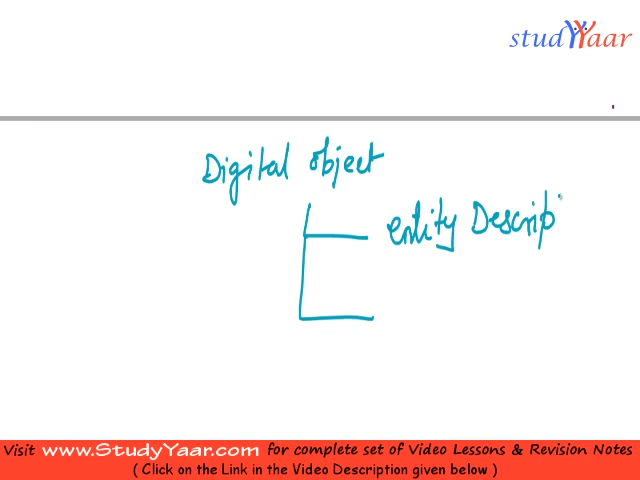 studYYaar
Digital object
entity Descrip
Visit www.StudyYaar.com for complete set of Video Lessons & Revision Notes
( Click on the Link in the Video Description given below )